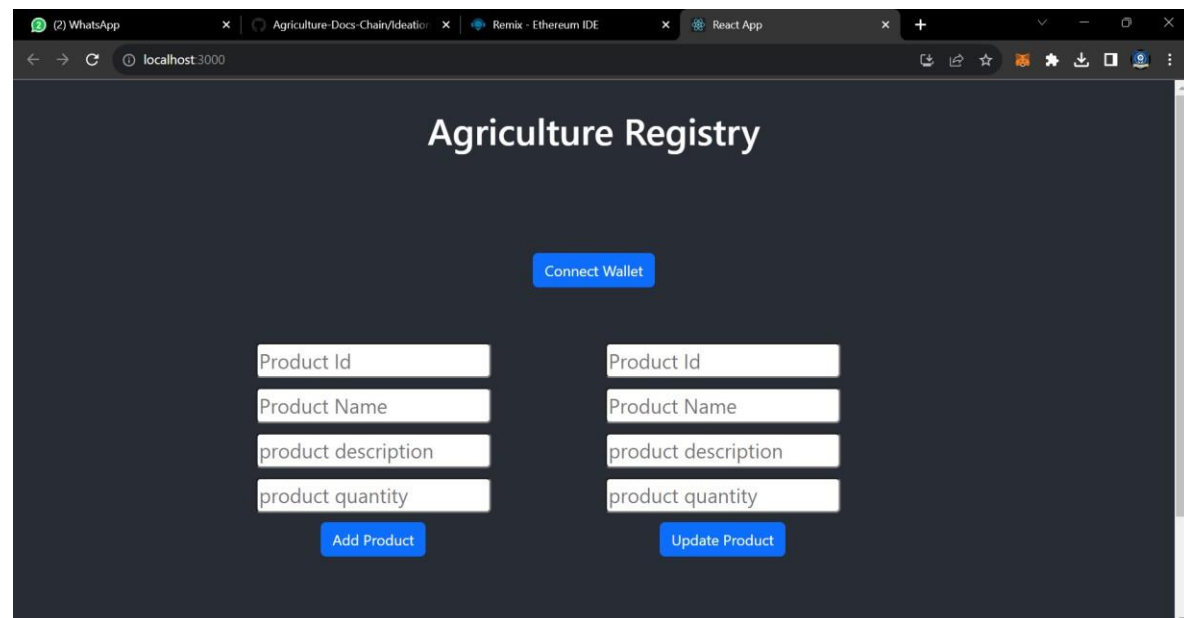 (2) WhatsApp
Agriculture-Docs-Chain/Ideation
Remix - Ethereum IDE
React App
localhost:3000
Agriculture Registry
Connect Wallet
Product Id
Product Id
Product Name
Product Name
product description
product description
product quantity
product quantity
Add Product
Update Product